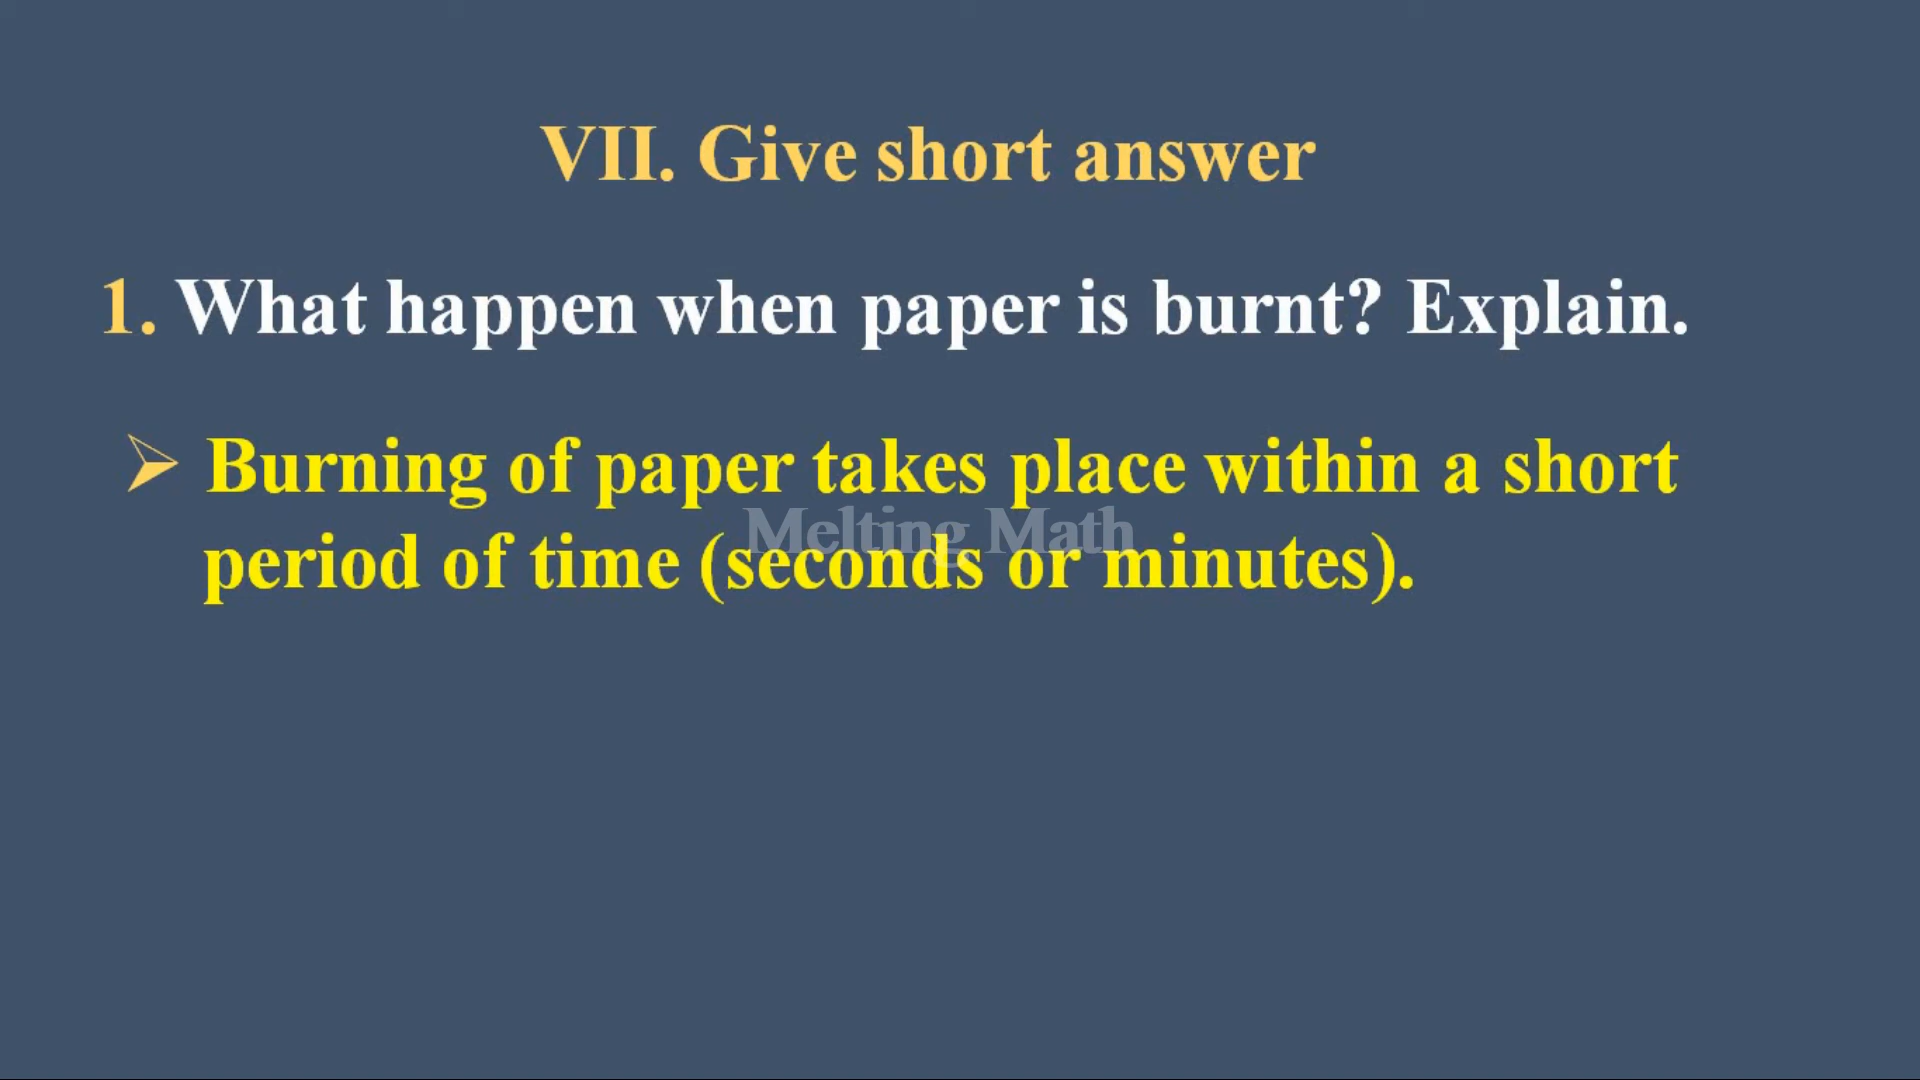 VII. Give short answer
1. What happen when paper is burnt? Explain.
➢ Burning of paper takes place within a short
Melting Math
period of time (seconds or minutes).